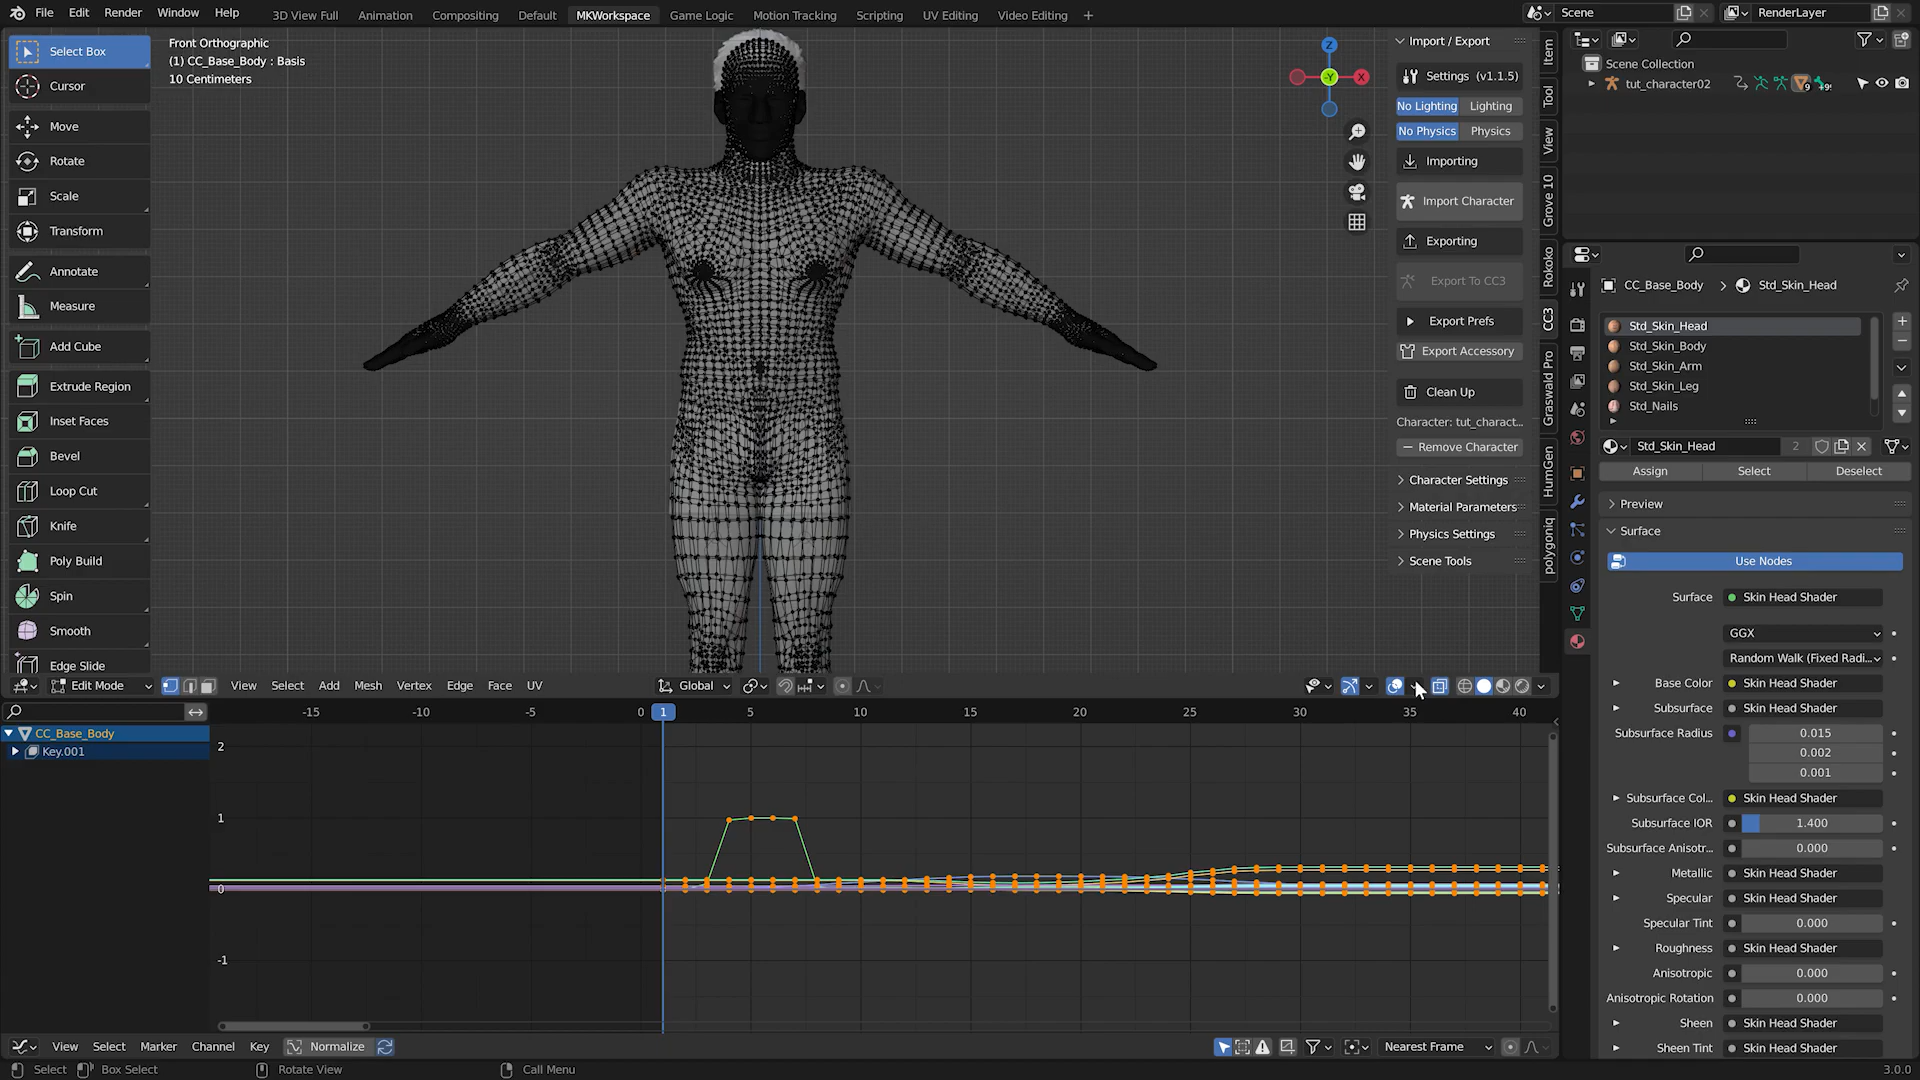 File Edit Render Window Help 3D View Full Animation Compositing Default MKWorkspace Game Logic Motion Tracking Scripting UV Editing Video Editing + Scene RenderLayer
Select Box
Cursor
Move
Rotate
Scale
Transform
Annotate
Measure
Add Cube
Extrude Region
Inset Faces
Bevel
Loop Cut
Knife
Poly Build
Spin
Smooth
Edge Slide
Front Orthographic
(1) CC_Base_Body : Basis
10 Centimeters
Z
-Y
X
Import / Export
Settings (v1.1.5)
No Lighting Lighting
No Physics Physics
Importing
Import Character
Exporting
Export To CC3
Export Prefs
Export Accessory
Clean Up
Character: tut_charact...
Remove Character
Character Settings
Material Parameters
Physics Settings
Scene Tools
Item
Tool
View
Grove 10
Rokoko
CC3
Graswald Pro
HumGen
polygoniq
Scene Collection
tut_character02
CC_Base_Body > Std_Skin_Head
Std_Skin_Head
Std_Skin_Body
Std_Skin_Arm
Std_Skin_Leg
Std_Nails
Std_Skin_Head 2
Assign Select Deselect
Preview
Surface
Use Nodes
Surface Skin Head Shader
GGX
Random Walk (Fixed Radi...
Base Color Skin Head Shader
Subsurface Skin Head Shader
Subsurface Radius 0.015
0.002
0.001
Subsurface Col... Skin Head Shader
Subsurface IOR 1.400
Subsurface Anisotr... 0.000
Metallic Skin Head Shader
Specular Skin Head Shader
Specular Tint 0.000
Roughness Skin Head Shader
Anisotropic 0.000
Anisotropic Rotation 0.000
Sheen Skin Head Shader
Sheen Tint Skin Head Shader
Edit Mode View Select Add Mesh Vertex Edge Face UV Global
-15 -10 -5 0 1 5 10 15 20 25 30 35 40
CC_Base_Body
Key.001
2
1
0
-1
View Select Marker Channel Key Normalize Nearest Frame
Select Box Select Rotate View Call Menu 3.0.0